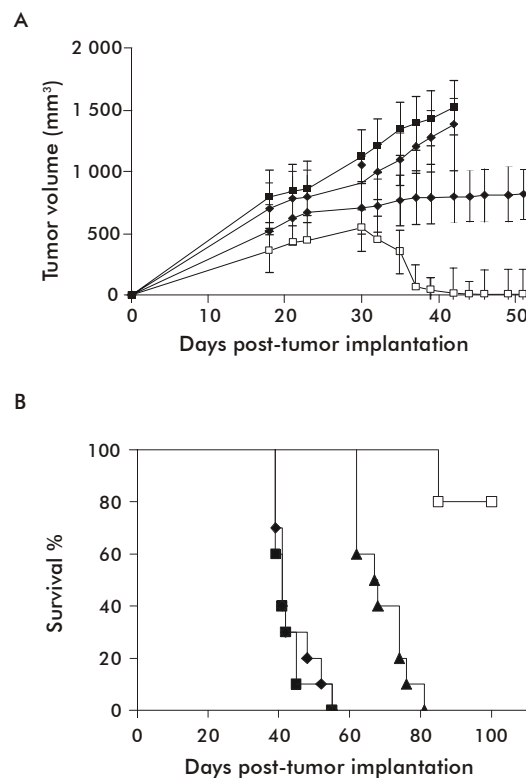 A
2 000
1 500
1 000
500
0
Tumor volume (mm³)
0 10 20 30 40 50
Days post-tumor implantation
B
100
80
60
40
20
0
Survival %
0 20 40 60 80 100
Days post-tumor implantation